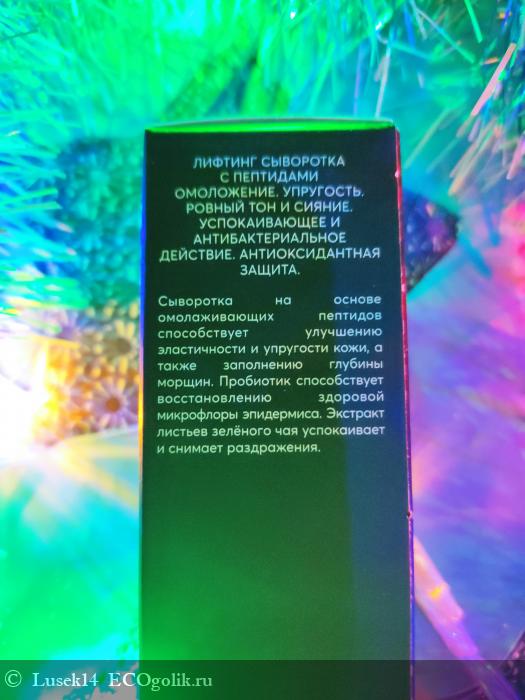 ЛИФТИНГ СЫВОРОТКА
С ПЕПТИДАМИ
ОМОЛОЖЕНИЕ. УПРУГОСТЬ.
РОВНЫЙ ТОН И СИЯНИЕ.
УСПОКАИВАЮЩЕЕ И
АНТИБАКТЕРИАЛЬНОЕ
ДЕЙСТВИЕ. АНТИОКСИДАНТНАЯ
ЗАЩИТА.
Сыворотка на основе
омолаживающих пептидов
способствует улучшению
эластичности и упругости кожи, а
также заполнению глубины
морщин. Пробиотик способствует
восстановлению здоровой
микрофлоры эпидермиса. Экстракт
листьев зелёного чая успокаивает
и снимает раздражения.
© Lusek14 ECOgolik.ru